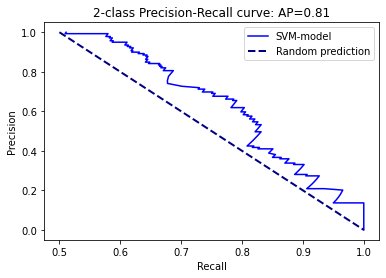 2-class Precision-Recall curve: AP=0.81
SVM-model
Random prediction
Precision
1.0
0.8
0.6
0.4
0.2
0.0
0.5 0.6 0.7 0.8 0.9 1.0
Recall